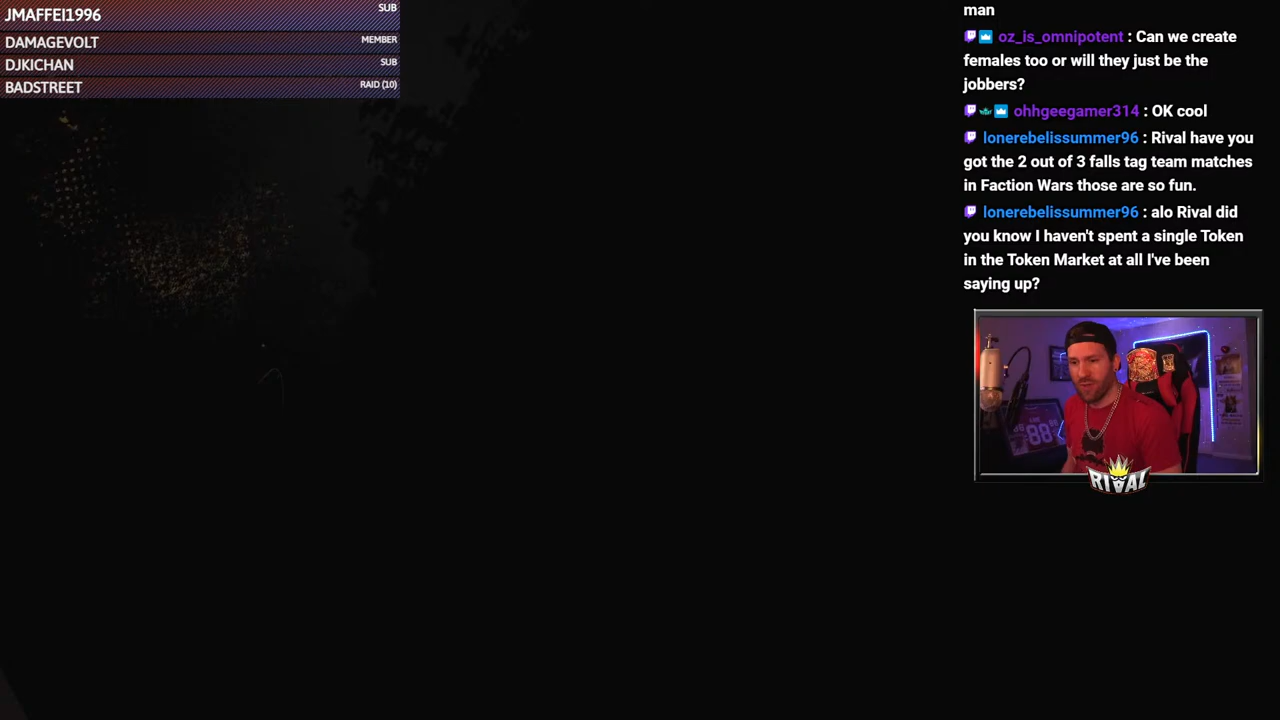 JMAFFEI1996 SUB
DAMAGEVOLT MEMBER
DJKICHAN SUB
BADSTREET RAID (10)
man
oz_is_omnipotent : Can we create
females too or will they just be the
jobbers?
ohhgeegamer314 : OK cool
lonerebelissummer96 : Rival have you
got the 2 out of 3 falls tag team matches
in Faction Wars those are so fun.
lonerebelissummer96 : alo Rival did
you know I haven't spent a single Token
in the Token Market at all I've been
saying up?
88
RIVAL